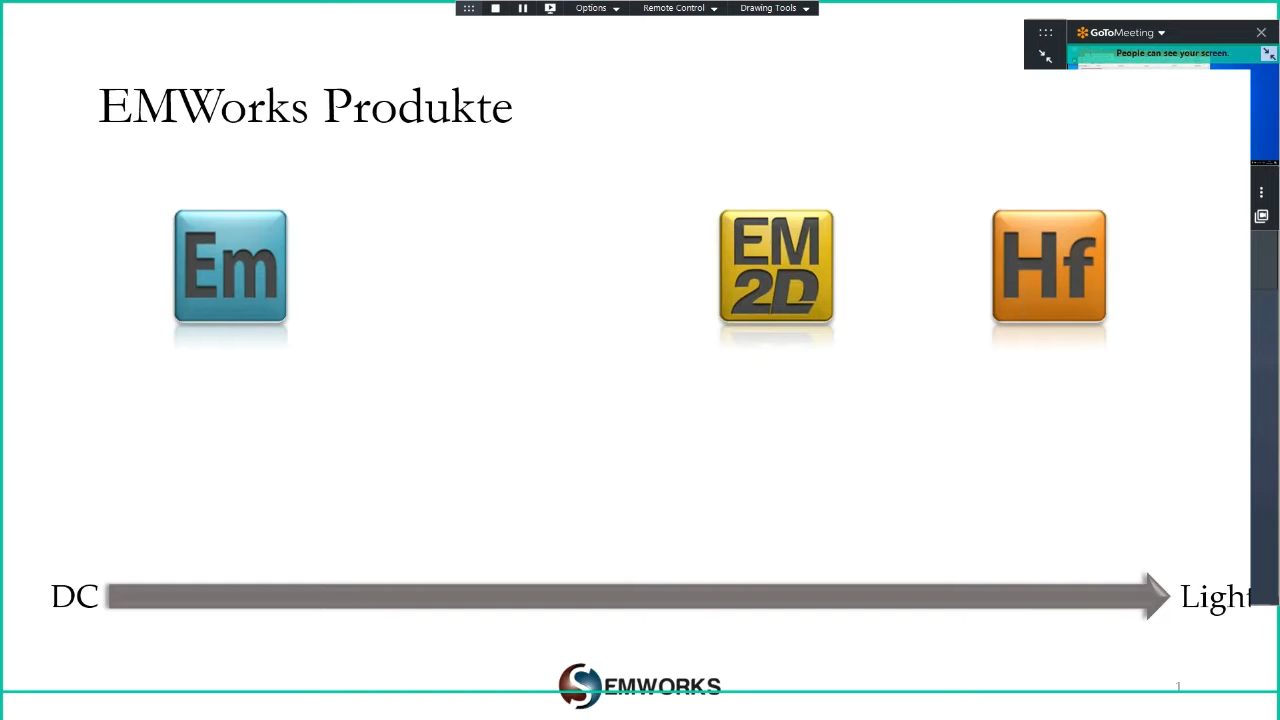 Options
Remote Control
Drawing Tools
GoToMeeting
People can see your screen.
EMWorks Produkte
Em
EM
2D
Hf
DC
Light
EMWORKS
1